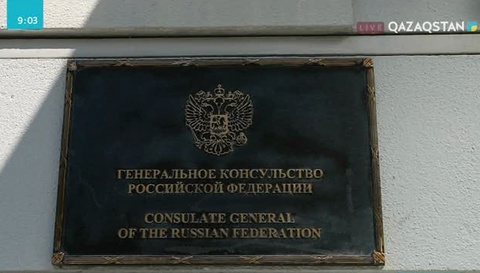 9:03
LIVE QAZAQSTAN
ГЕНЕРАЛЬНОЕ КОНСУЛЬСТВО
РОССИЙСКОЙ ФЕДЕРАЦИИ
CONSULATE GENERAL
OF THE RUSSIAN FEDERATION